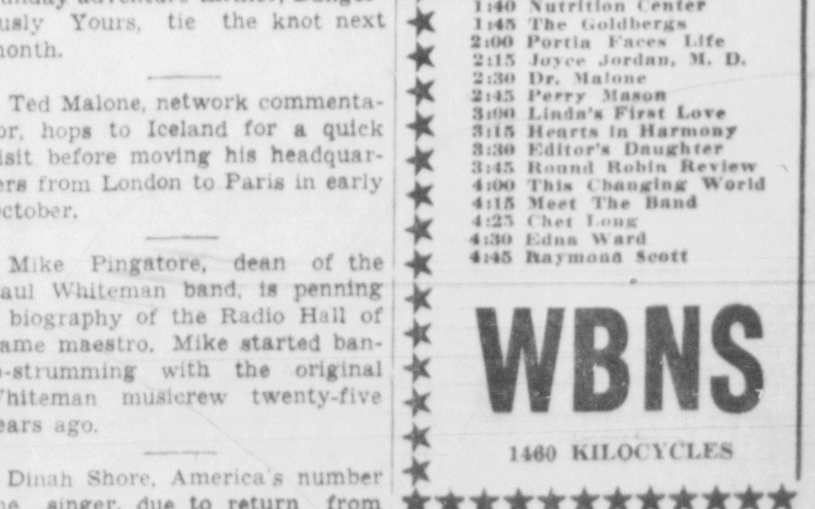 usly Yours, tie the knot next
month.
Ted Malone, network commenta-
or, hops to Iceland for a quick
isit before moving his headquar-
ers from London to Paris in early
ctober.
Mike Pingatore, dean of the
aul Whiteman band, is penning
biography of the Radio Hall of
ame maestro. Mike started ban-
o-strumming with the original
Whiteman musicrew twenty-five
ears ago.
Dinah Shore, America's number
ne singer, due to return from
1:40 Nutrition Center
1:45 The Goldbergs
2:00 Portia Faces Life
2:15 Joyce Jordan, M. D.
2:30 Dr. Malone
2:45 Perry Mason
3:00 Linda's First Love
3:15 Hearts in Harmony
3:30 Editor's Daughter
3:45 Round Robin Review
4:00 This Changing World
4:15 Meet The Band
4:25 Chet Long
4:30 Edna Ward
4:45 Raymond Scott
WBNS
1460 KILOCYCLES